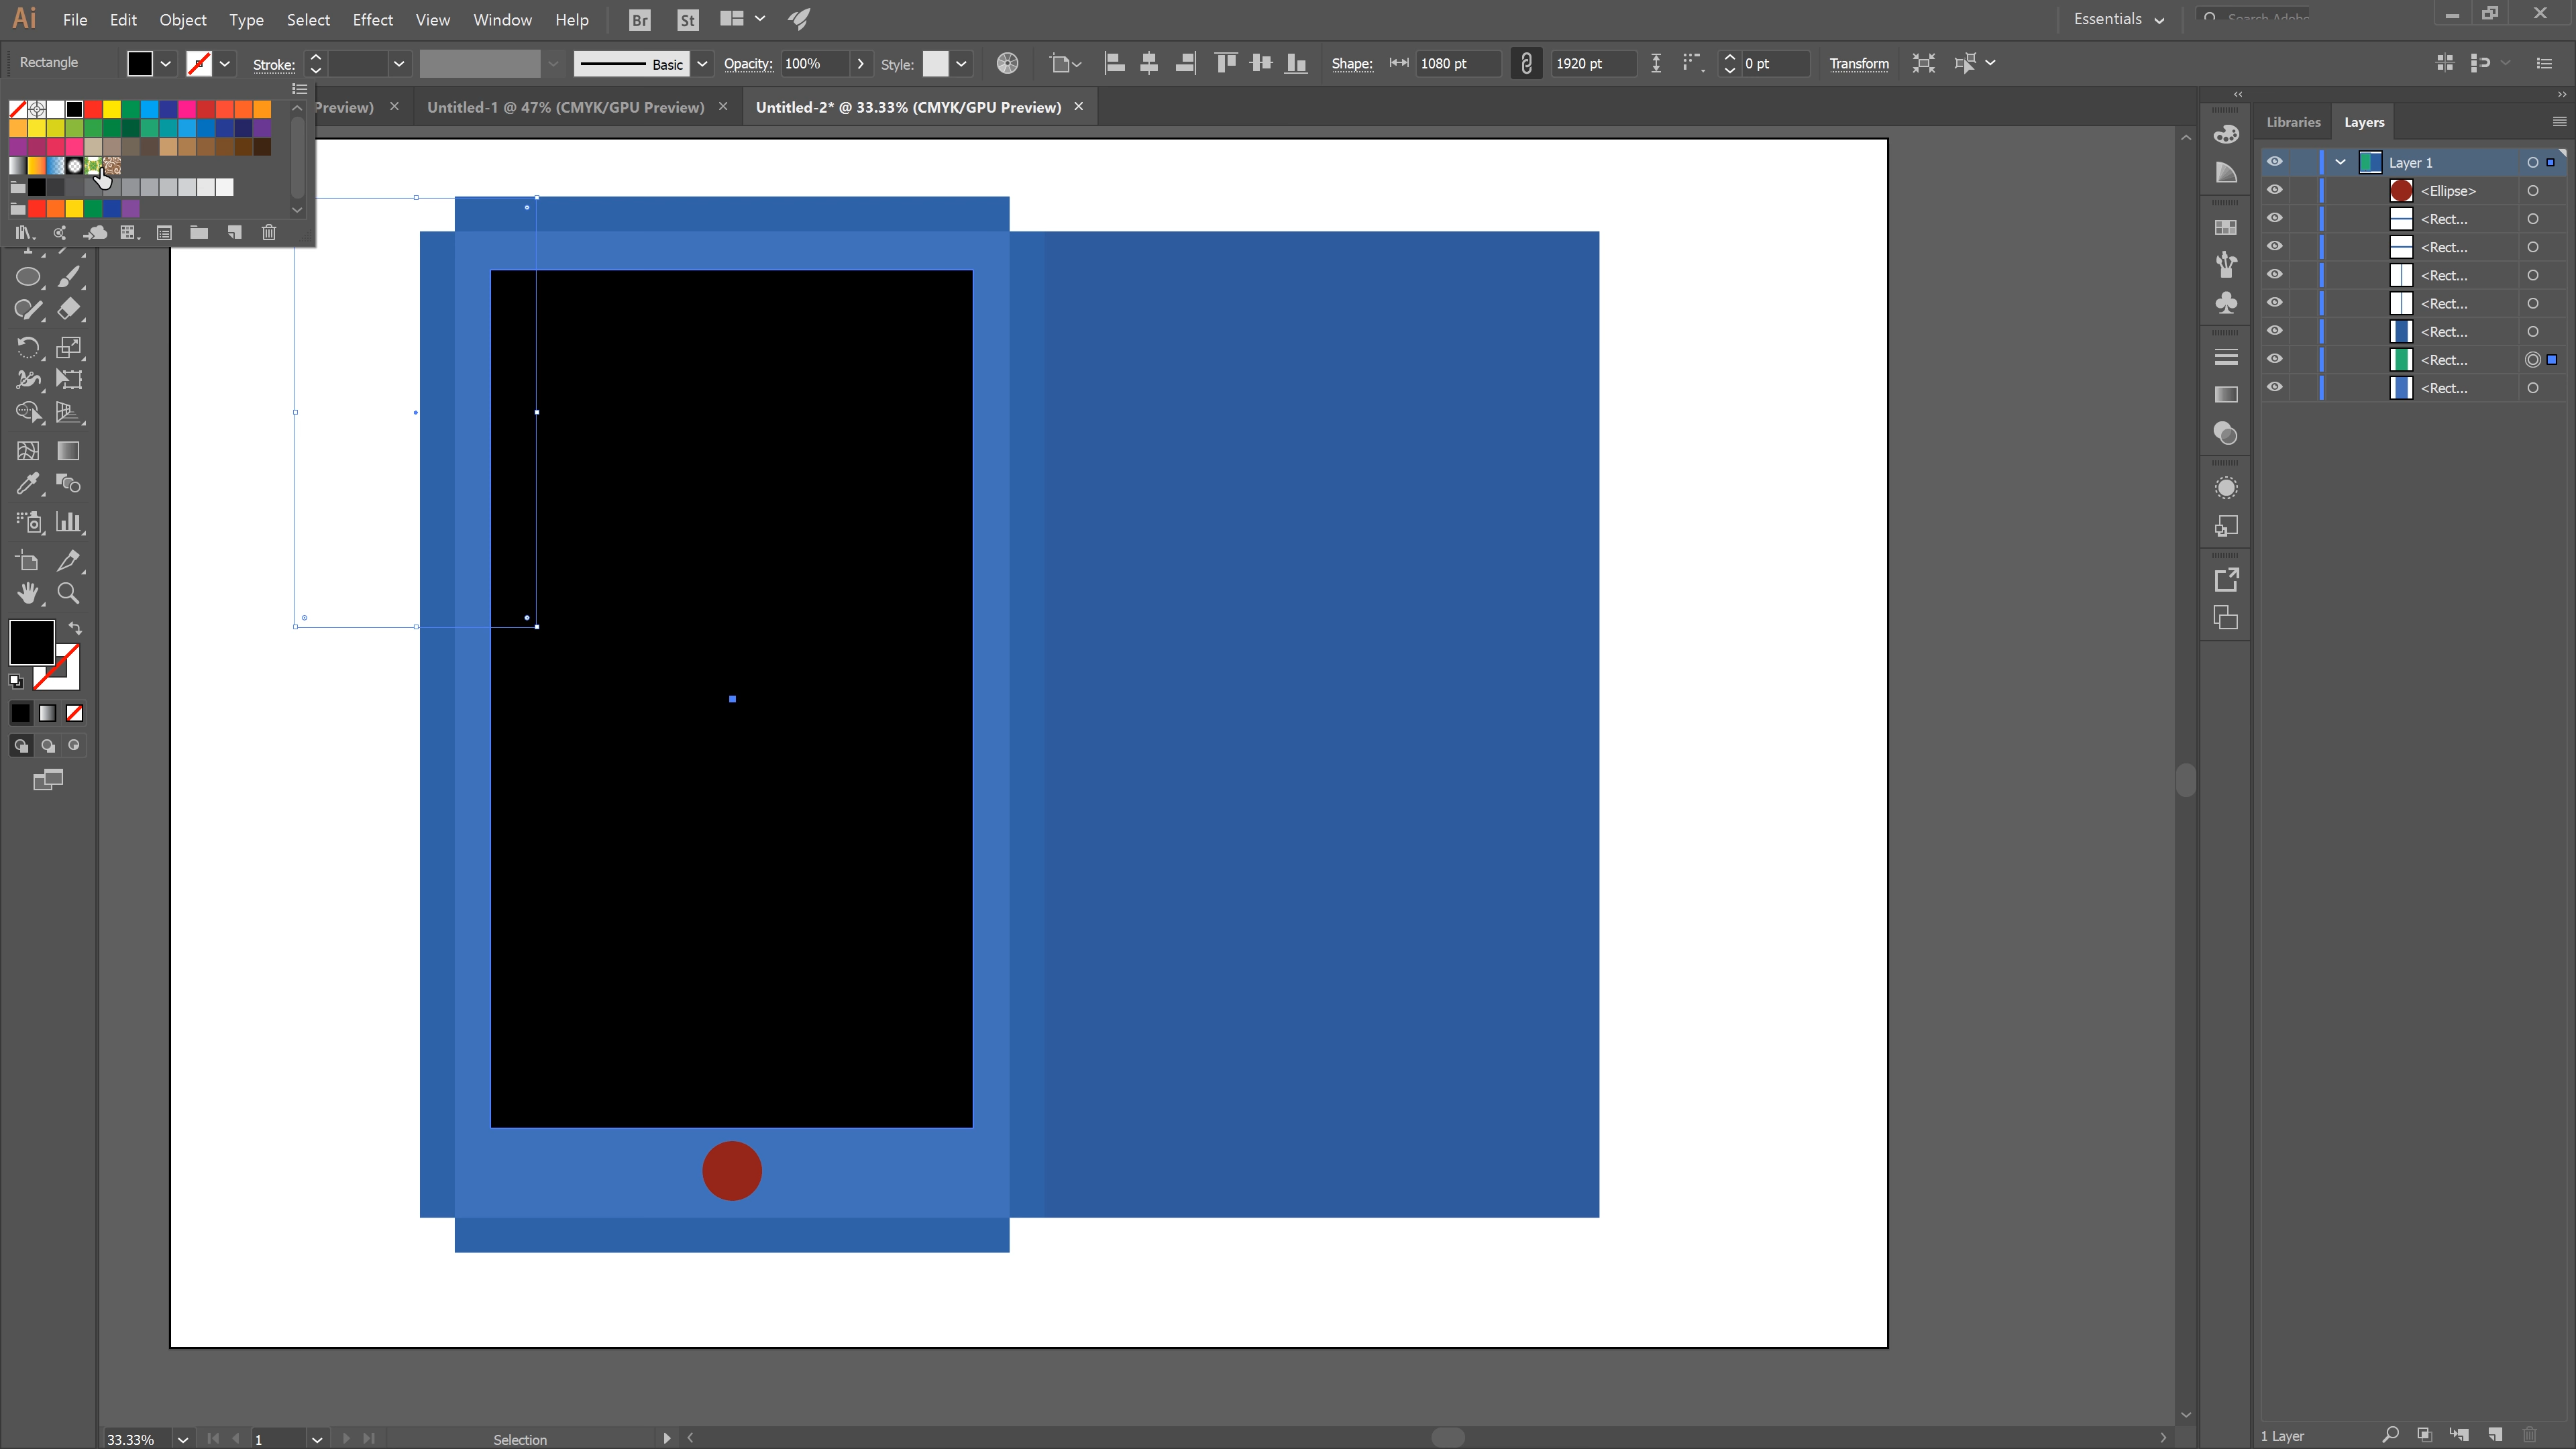 Ai File Edit Object Type Select Effect View Window Help Br St Essentials Search Adobe
Rectangle Stroke: Basic Opacity: 100% Style: Shape: 1080 pt 1920 pt 0 pt Transform
Preview) × Untitled-1 @ 47% (CMYK/GPU Preview) × Untitled-2* @ 33.33% (CMYK/GPU Preview) ×
Libraries Layers
Layer 1
<Ellipse>
<Rect...
<Rect...
<Rect...
<Rect...
<Rect...
<Rect...
<Rect...
33.33% 1 Selection
1 Layer